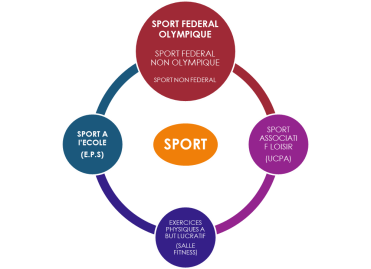 SPORT FEDERAL
OLYMPIQUE
SPORT FEDERAL
NON OLYMPIQUE
SPORT NON FEDERAL
SPORT A
l'ECOLE
(E.P.S)
SPORT
SPORT
ASSOCIATI
F LOISIR
(UCPA)
EXERCICES
PHYSIQUES A
BUT LUCRATIF
(SALLE
FITNESS)